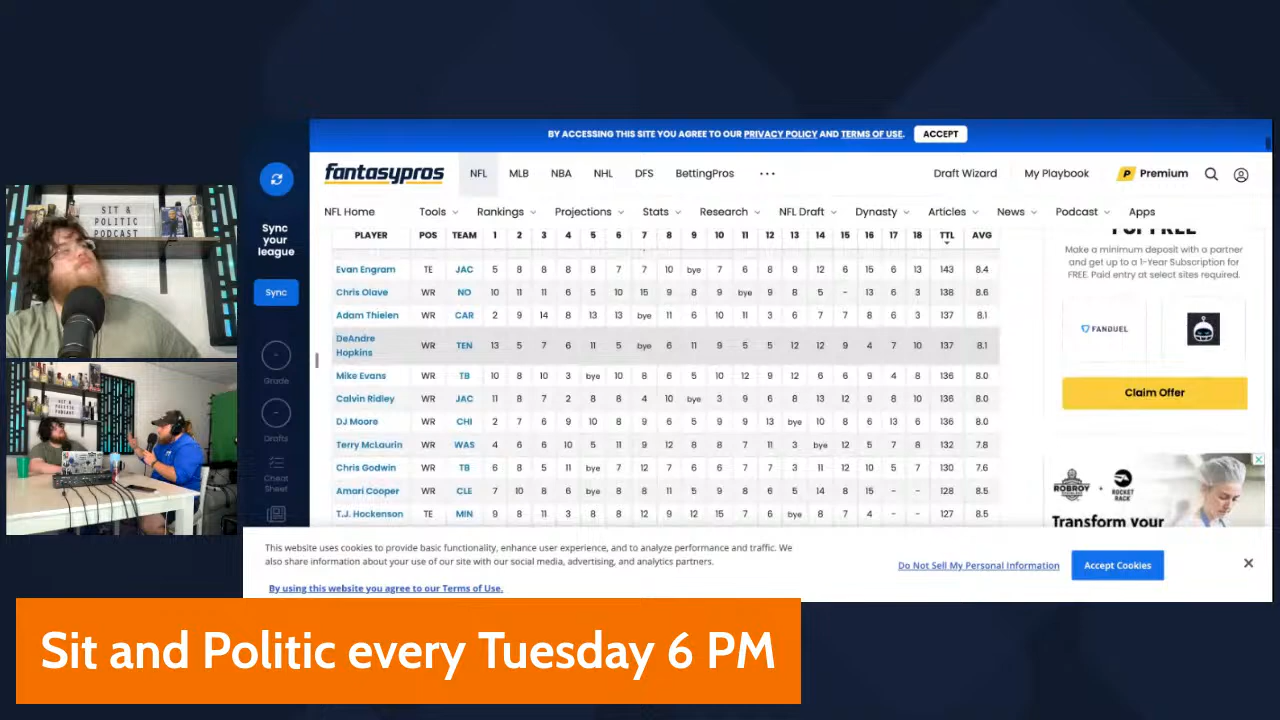 BY ACCESSING THIS SITE YOU AGREE TO OUR PRIVACY POLICY AND TERMS OF USE. ACCEPT
fantasypros NFL MLB NBA NHL DFS BettingPros ... Draft Wizard My Playbook P Premium
NFL Home Tools Rankings Projections Stats Research NFL Draft Dynasty Articles News Podcast Apps
Sync
your
league
Sync
Grade
Drafts
Cheat
Sheet
SIT &
POLITIC
PODCAST
SIT &
POLITIC
PODCAST
PLAYER POS TEAM 1 2 3 4 5 6 7 8 9 10 11 12 13 14 15 16 17 18 TTL AVG
Evan Engram TE JAC 5 8 8 8 8 7 7 10 bye 7 6 8 9 12 6 15 6 13 143 8.4
Chris Olave WR NO 10 11 11 6 5 10 15 9 8 9 bye 9 8 5 - 13 6 3 138 8.6
Adam Thielen WR CAR 2 9 14 8 13 13 bye 11 6 10 11 3 6 7 7 8 6 3 137 8.1
DeAndre
Hopkins WR TEN 13 5 7 6 11 5 bye 6 11 9 5 5 12 12 9 4 7 10 137 8.1
Mike Evans WR TB 10 8 10 3 bye 10 8 6 5 10 12 9 12 6 6 9 4 8 136 8.0
Calvin Ridley WR JAC 11 8 7 2 8 8 4 10 bye 3 9 3 8 13 12 9 8 10 136 8.0
DJ Moore WR CHI 2 7 6 9 10 8 9 6 5 9 9 13 bye 10 8 6 13 6 136 8.0
Terry McLaurin WR WAS 4 6 6 10 5 11 9 12 8 8 7 11 3 bye 12 5 7 8 132 7.8
Chris Godwin WR TB 6 8 5 11 bye 7 12 7 6 6 7 7 3 11 12 10 5 7 130 7.6
Amari Cooper WR CLE 7 10 8 6 bye 8 8 11 5 9 8 6 5 14 8 15 - - 128 8.5
T.J. Hockenson TE MIN 9 8 11 3 8 8 12 9 12 15 7 6 bye 8 7 4 - - 127 8.5
Make a minimum deposit with a partner
and get up to a 1-Year Subscription for
FREE. Paid entry at select sites required.
FANDUEL
Claim Offer
ROBROY + ROCKET
RACK
Transform your
This website uses cookies to provide basic functionality, enhance user experience, and to analyze performance and traffic. We
also share information about your use of our site with our social media, advertising, and analytics partners.
By using this website you agree to our Terms of Use.
Do Not Sell My Personal Information Accept Cookies
Sit and Politic every Tuesday 6 PM